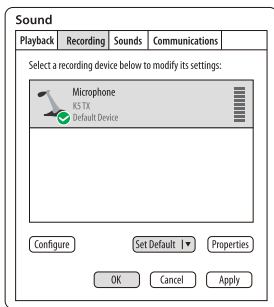 Sound
Playback Recording Sounds Communications
Select a recording device below to modify its settings:
Microphone
K5 TX
Default Device
Configure Set Default Properties
OK Cancel Apply